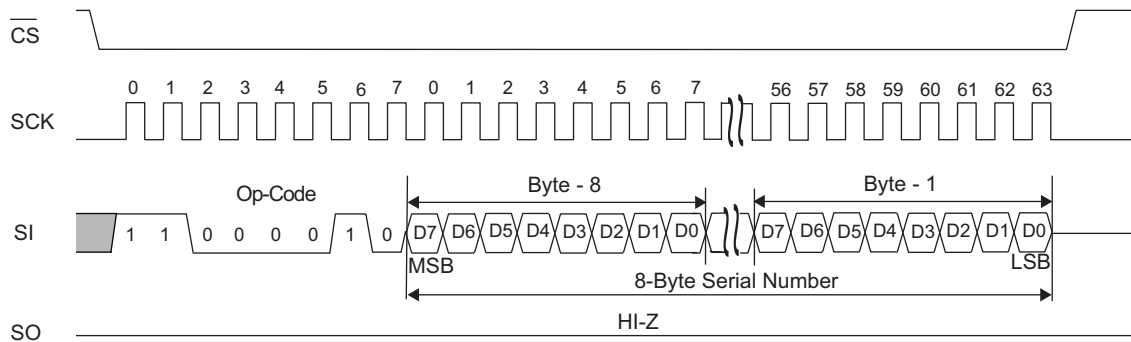 CS
0 1 2 3 4 5 6 7 0 1 2 3 4 5 6 7 56 57 58 59 60 61 62 63
SCK
Op-Code Byte - 8 Byte - 1
SI 1 1 0 0 0 0 1 0 D7 D6 D5 D4 D3 D2 D1 D0 D7 D6 D5 D4 D3 D2 D1 D0
MSB LSB
8-Byte Serial Number
HI-Z
SO